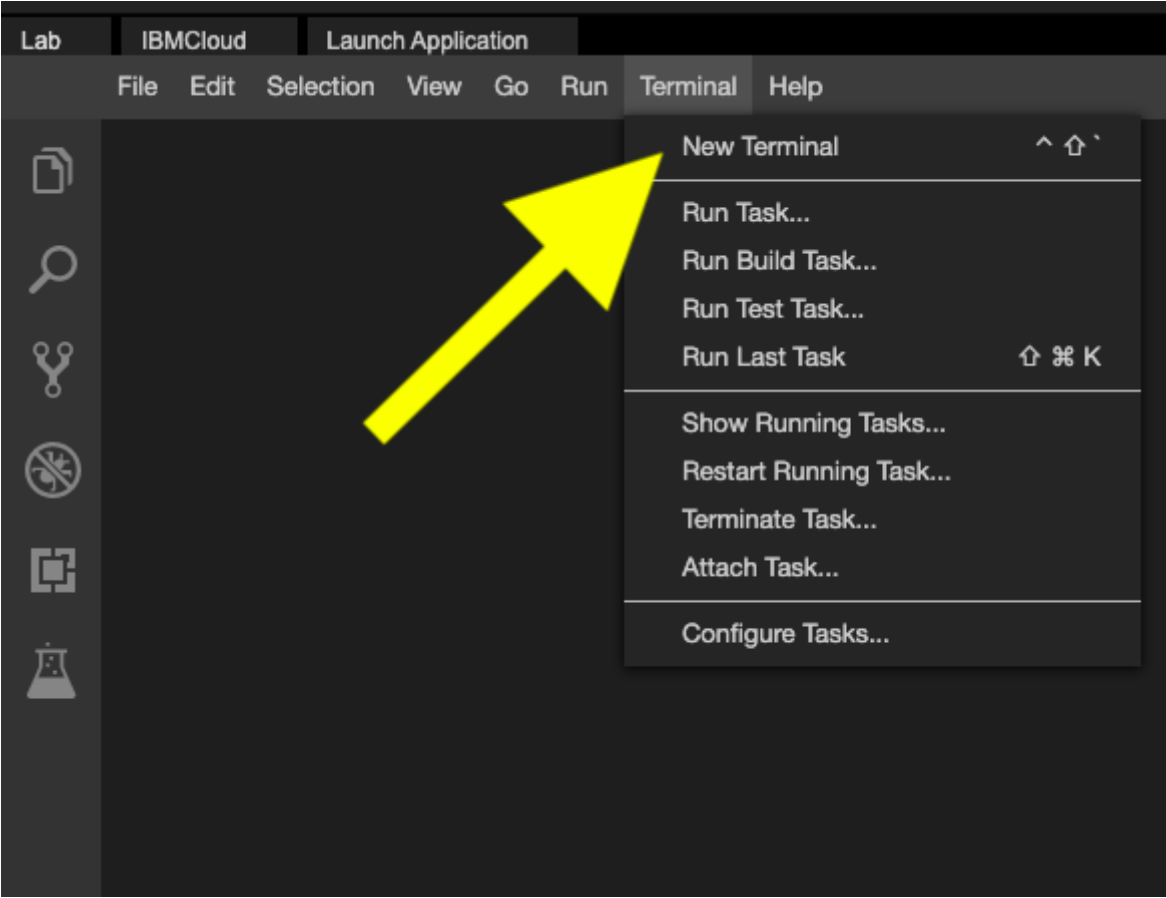 Lab IBMCloud Launch Application
File Edit Selection View Go Run Terminal Help
New Terminal ^ ⇧ `
Run Task...
Run Build Task...
Run Test Task...
Run Last Task ⇧ ⌘ K
Show Running Tasks...
Restart Running Task...
Terminate Task...
Attach Task...
Configure Tasks...